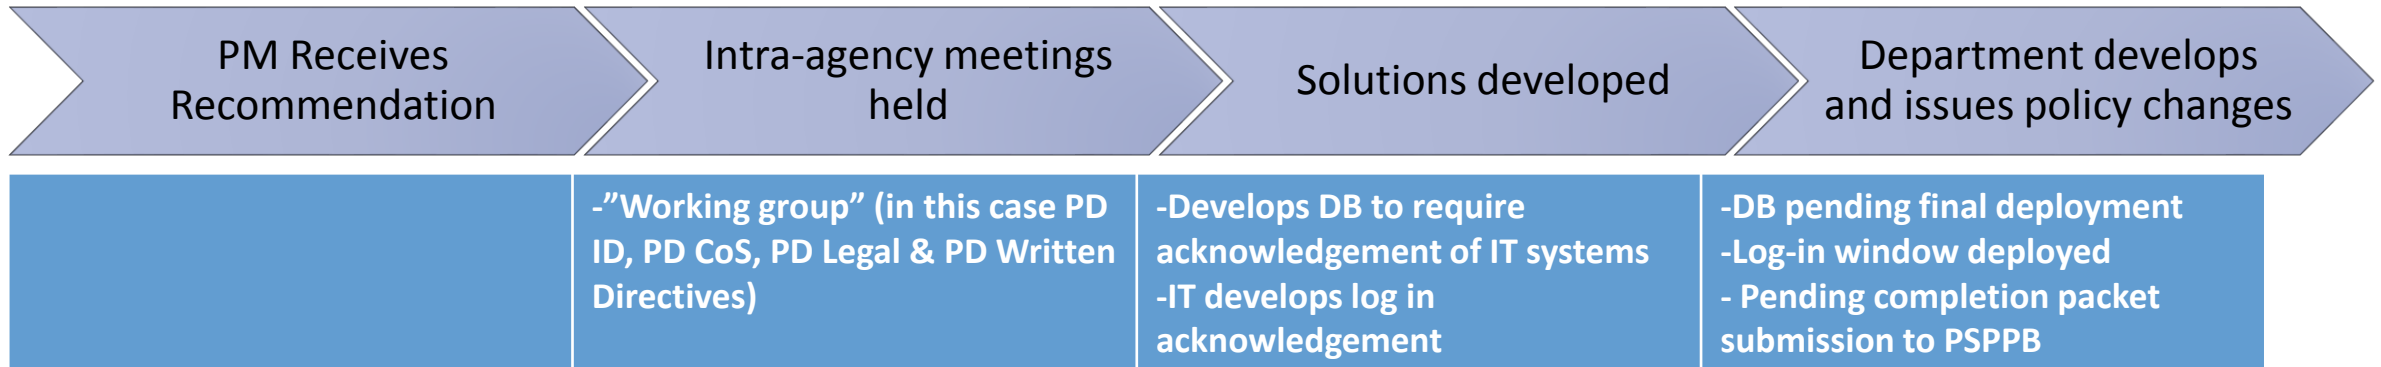 PM Receives
Recommendation
Intra-agency meetings
held
Solutions developed
Department develops
and issues policy changes
-”Working group” (in this case PD
ID, PD CoS, PD Legal & PD Written
Directives)
-Develops DB to require
acknowledgement of IT systems
-IT develops log in
acknowledgement
-DB pending final deployment
-Log-in window deployed
- Pending completion packet
submission to PSPPB